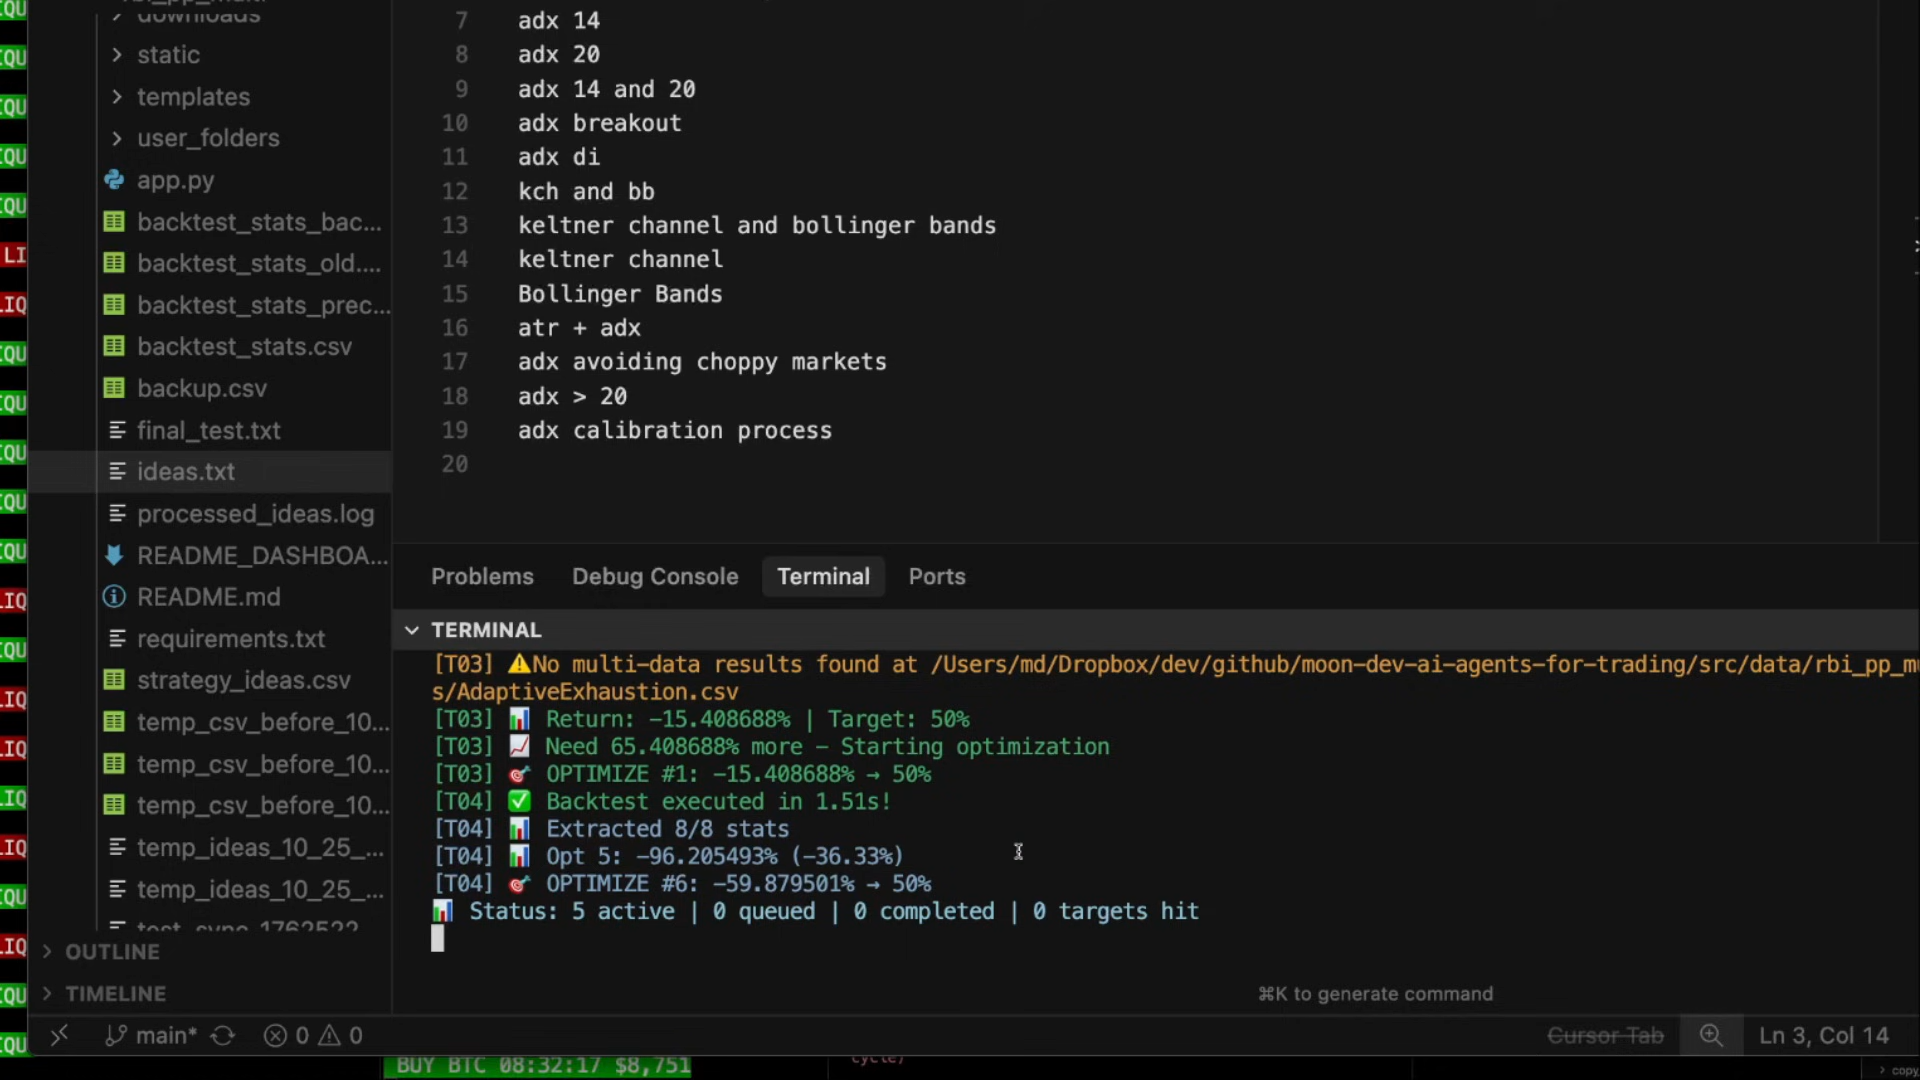 downloads
static
templates
user_folders
app.py
backtest_stats_bac...
backtest_stats_old....
backtest_stats_prec...
backtest_stats.csv
backup.csv
final_test.txt
ideas.txt
processed_ideas.log
README_DASHBOA...
README.md
requirements.txt
strategy_ideas.csv
temp_csv_before_10...
temp_csv_before_10...
temp_csv_before_10...
temp_ideas_10_25_...
temp_ideas_10_25_...
OUTLINE
TIMELINE
7 adx 14
8 adx 20
9 adx 14 and 20
10 adx breakout
11 adx di
12 kch and bb
13 keltner channel and bollinger bands
14 keltner channel
15 Bollinger Bands
16 atr + adx
17 adx avoiding choppy markets
18 adx > 20
19 adx calibration process
20
Problems Debug Console Terminal Ports
TERMINAL
[T03] ⚠️No multi-data results found at /Users/md/Dropbox/dev/github/moon-dev-ai-agents-for-trading/src/data/rbi_pp_mu
s/AdaptiveExhaustion.csv
[T03] 📊 Return: -15.408688% | Target: 50%
[T03] 📈 Need 65.408688% more - Starting optimization
[T03] 🎯 OPTIMIZE #1: -15.408688% → 50%
[T04] ✅ Backtest executed in 1.51s!
[T04] 📊 Extracted 8/8 stats
[T04] 📊 Opt 5: -96.205493% (-36.33%)
[T04] 🎯 OPTIMIZE #6: -59.879501% → 50%
📊 Status: 5 active | 0 queued | 0 completed | 0 targets hit
⌘K to generate command
main* 0 0 Cursor Tab Ln 3, Col 14
BUY BTC 08:32:17 $8,751
cycle)
copy